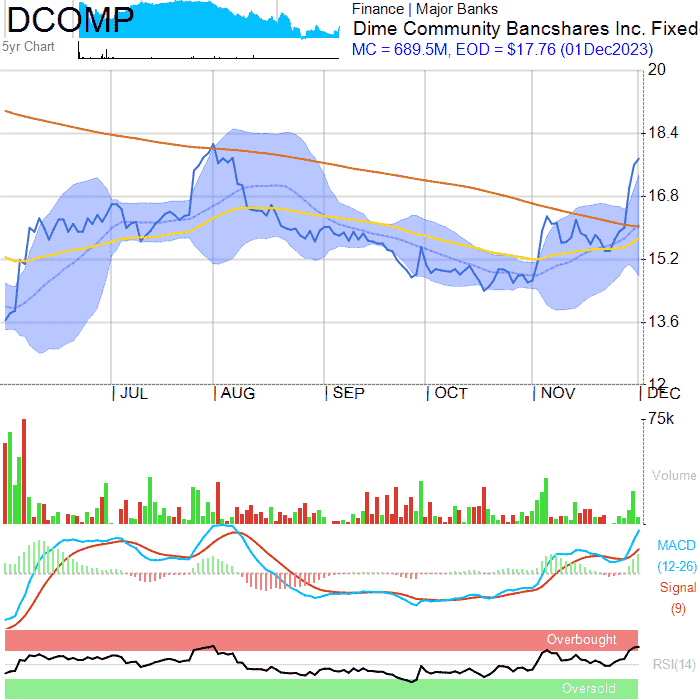 DCOMP
5yr Chart
Finance | Major Banks
Dime Community Bancshares Inc. Fixed
MC = 689.5M, EOD = $17.76 (01Dec2023)
20
18.4
16.8
15.2
13.6
12
JUL AUG SEP OCT NOV DEC
75k
Volume
MACD
(12-26)
Signal
(9)
Overbought
RSI(14)
Oversold